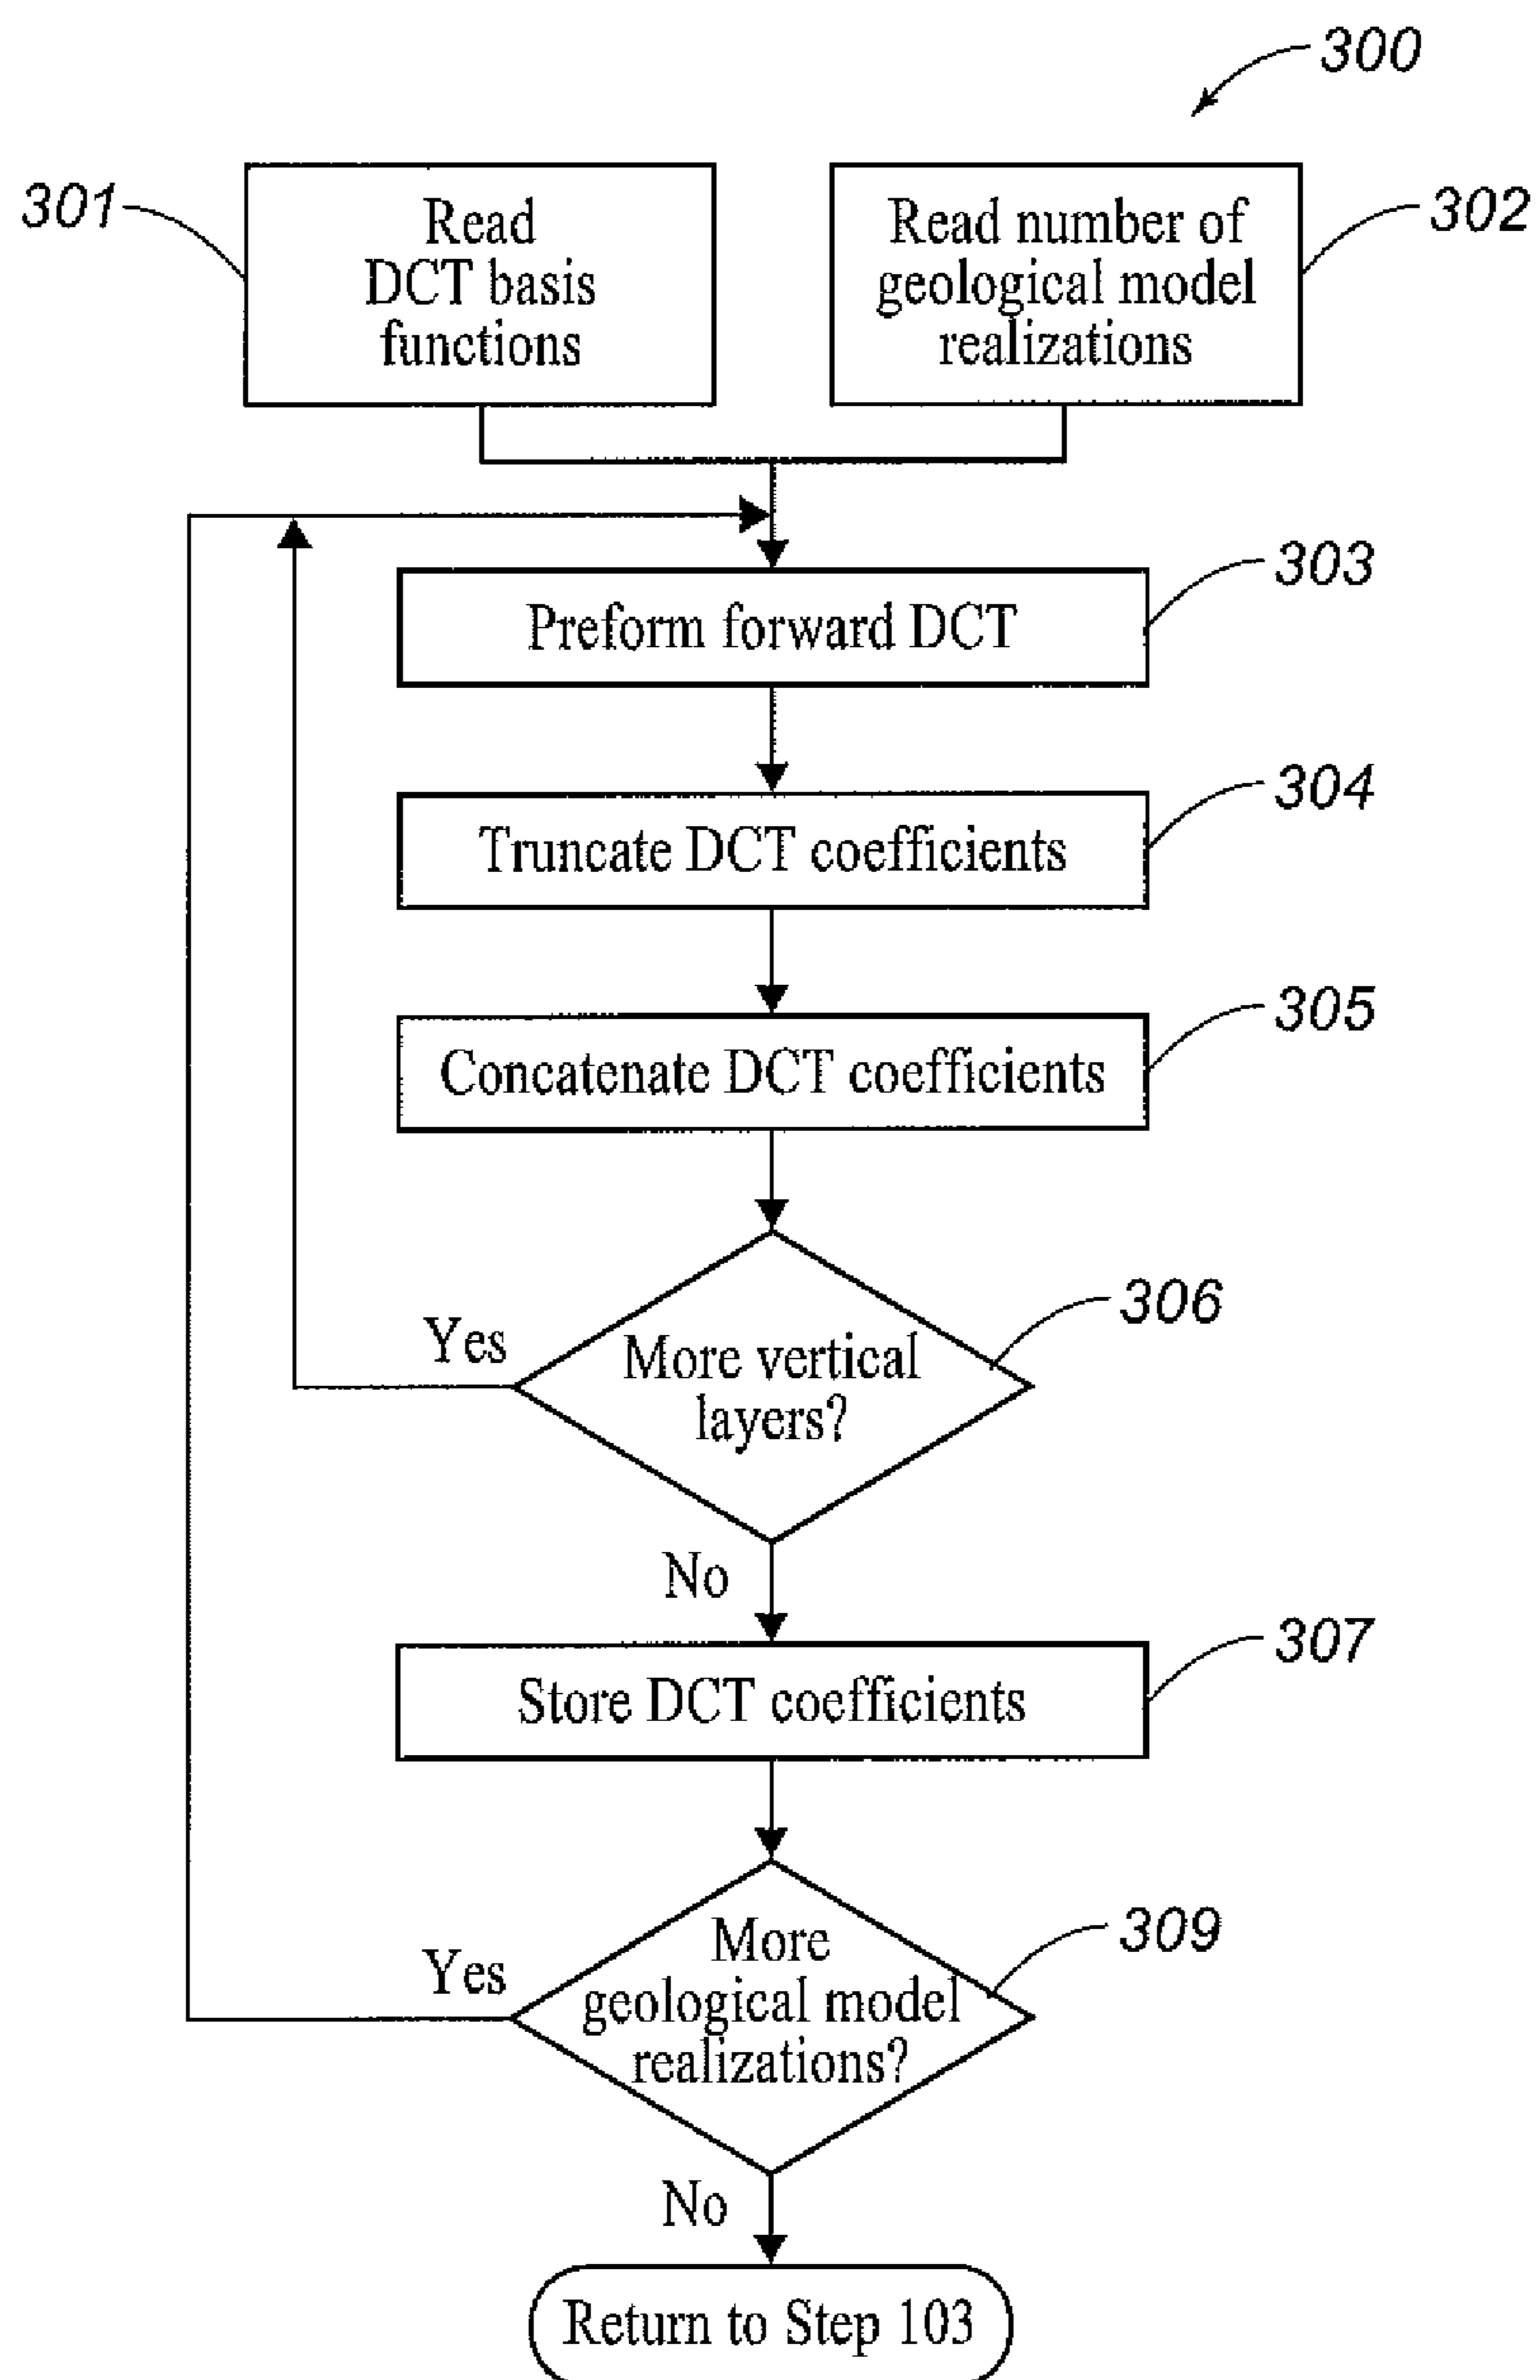 300
301
Read
DCT basis
functions
Read number of
geological model
realizations
302
Preform forward DCT
303
Truncate DCT coefficients
304
Concatenate DCT coefficients
305
More vertical
layers?
306
Yes
No
Store DCT coefficients
307
More
geological model
realizations?
309
Yes
No
Return to Step 103